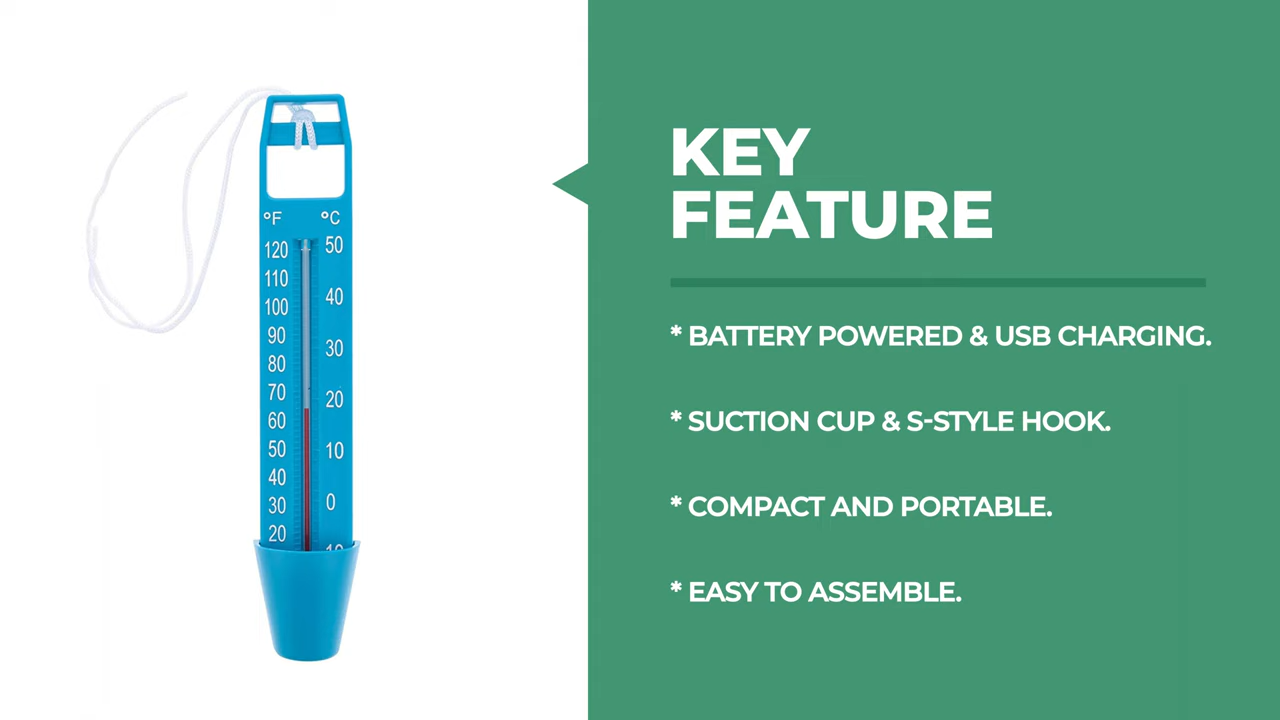 KEY
FEATURE
* BATTERY POWERED & USB CHARGING.
* SUCTION CUP & S-STYLE HOOK.
* COMPACT AND PORTABLE.
* EASY TO ASSEMBLE.
°F °C
120 50
110
100 40
90
80 30
70 20
60
50 10
40
30 0
20